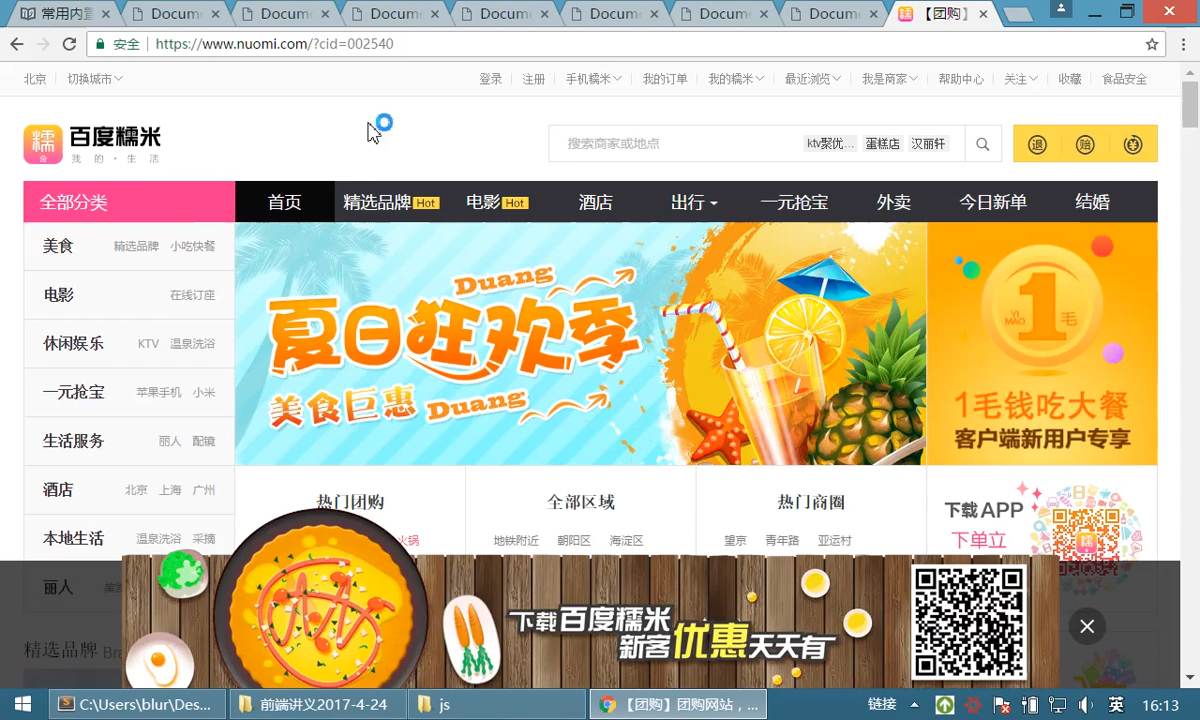 常用内置 Docum Docum Docum Docum Docum Docum Docum 【团购】
安全 https://www.nuomi.com/?cid=002540
北京 切换城市 登录 注册 手机糯米 我的订单 我的糯米 最近浏览 我是商家 帮助中心 关注 收藏 食品安全
糯 百度糯米
我 的 · 生 活
搜索商家或地点 ktv聚优... 蛋糕店 汉丽轩 退 赔
全部分类 首页 精选品牌 Hot 电影 Hot 酒店 出行 一元抢宝 外卖 今日新单 结婚
美食 精选品牌 小吃快餐
电影 在线订座
休闲娱乐 KTV 温泉洗浴
一元抢宝 苹果手机 小米
生活服务 丽人 配镜
酒店 北京 上海 广州
本地生活 温泉洗浴 采摘
丽人
精选品牌 Bra
Duang
夏日狂欢季
美食巨惠 Duang
1
YI MAO 毛
1毛钱吃大餐
客户端新用户专享
热门团购 全部区域 热门商圈
火锅 地铁附近 朝阳区 海淀区 望京 青年路 亚运村
下载APP
下单立
糯
下载百度糯米
新客优惠天天有
C:\Users\blur\Des... 前端讲义2017-4-24 js 【团购】团购网站，... 链接 英 16:13